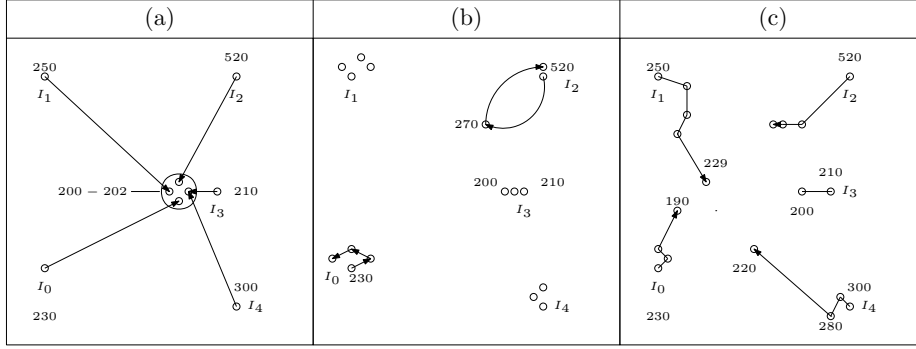 (a) (b) (c)
250 520
I1 I2
200 − 202 210
I3
I0 300
I4
230
520
I1 I2
270
200 210
I3
I0 230
I4
250 520
I1 I2
229 210
I3
190 200
I0 220 300
I4
230 280